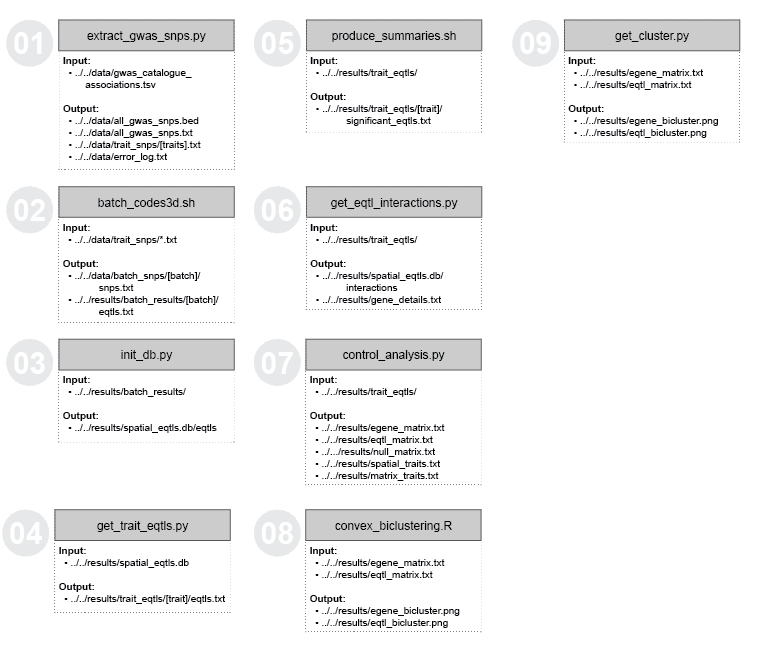 01
extract_gwas_snps.py
Input:
• ../../data/gwas_catalogue_
associations.tsv
Output:
• ../../data/all_gwas_snps.bed
• ../../data/all_gwas_snps.txt
• ../../data/trait_snps/[traits].txt
• ../../data/error_log.txt
02
batch_codes3d.sh
Input:
• ../../data/trait_snps/*.txt
Output:
• ../../data/batch_snps/[batch]/
snps.txt
• ../../results/batch_results/[batch]/
eqtls.txt
03
init_db.py
Input:
• ../../results/batch_results/
Output:
• ../../results/spatial_eqtls.db/eqtls
04
get_trait_eqtls.py
Input:
• ../../results/spatial_eqtls.db
Output:
• ../../results/trait_eqtls/[trait]/eqtls.txt
05
produce_summaries.sh
Input:
• ../../results/trait_eqtls/
Output:
• ../../results/trait_eqtls/[trait]/
significant_eqtls.txt
06
get_eqtl_interactions.py
Input:
• ../../results/trait_eqtls/
Output:
• ../../results/spatial_eqtls.db/
interactions
• ../../results/gene_details.txt
07
control_analysis.py
Input:
• ../../results/trait_eqtls/
Output:
• ../../results/egene_matrix.txt
• ../../results/eqtl_matrix.txt
• ../.../results/null_matrix.txt
• ../../results/spatial_traits.txt
• ../../results/matrix_traits.txt
08
convex_biclustering.R
Input:
• ../../results/egene_matrix.txt
• ../../results/eqtl_matrix.txt
Output:
• ../../results/egene_bicluster.png
• ../../results/eqtl_bicluster.png
09
get_cluster.py
Input:
• ../../results/egene_matrix.txt
• ../../results/eqtl_matrix.txt
Output:
• ../../results/egene_bicluster.png
• ../../results/eqtl_bicluster.png